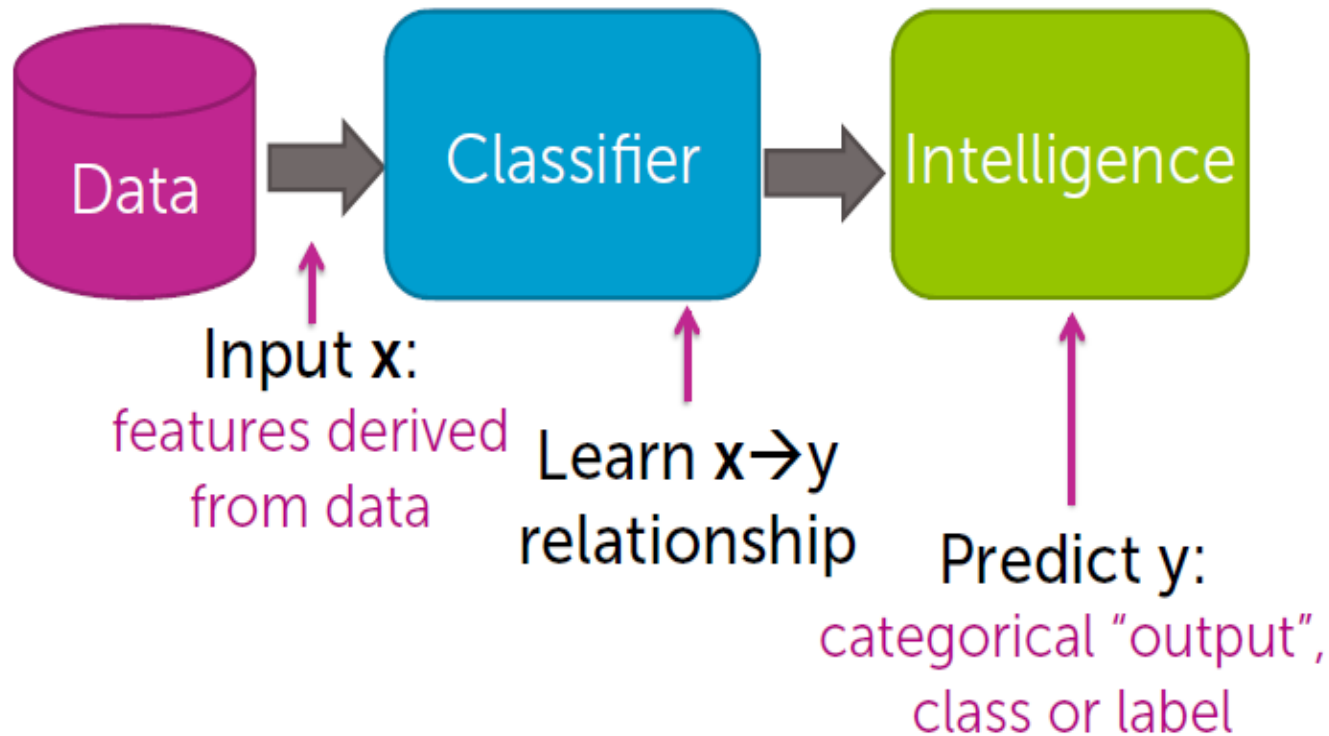 Data
Classifier
Intelligence
Input x:
features derived
from data
Learn x→y
relationship
Predict y:
categorical “output”,
class or label